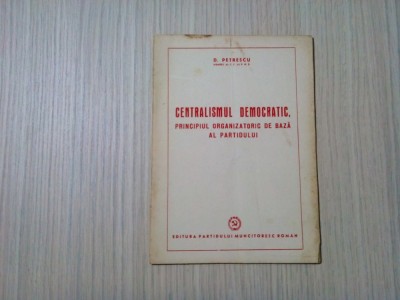 D. PETRESCU
CENTRALISMUL DEMOCRATIC,
PRINCIPIUL ORGANIZATORIC DE BAZĂ
AL PARTIDULUI
EDITURA PARTIDULUI MUNCITORESC ROMÂN